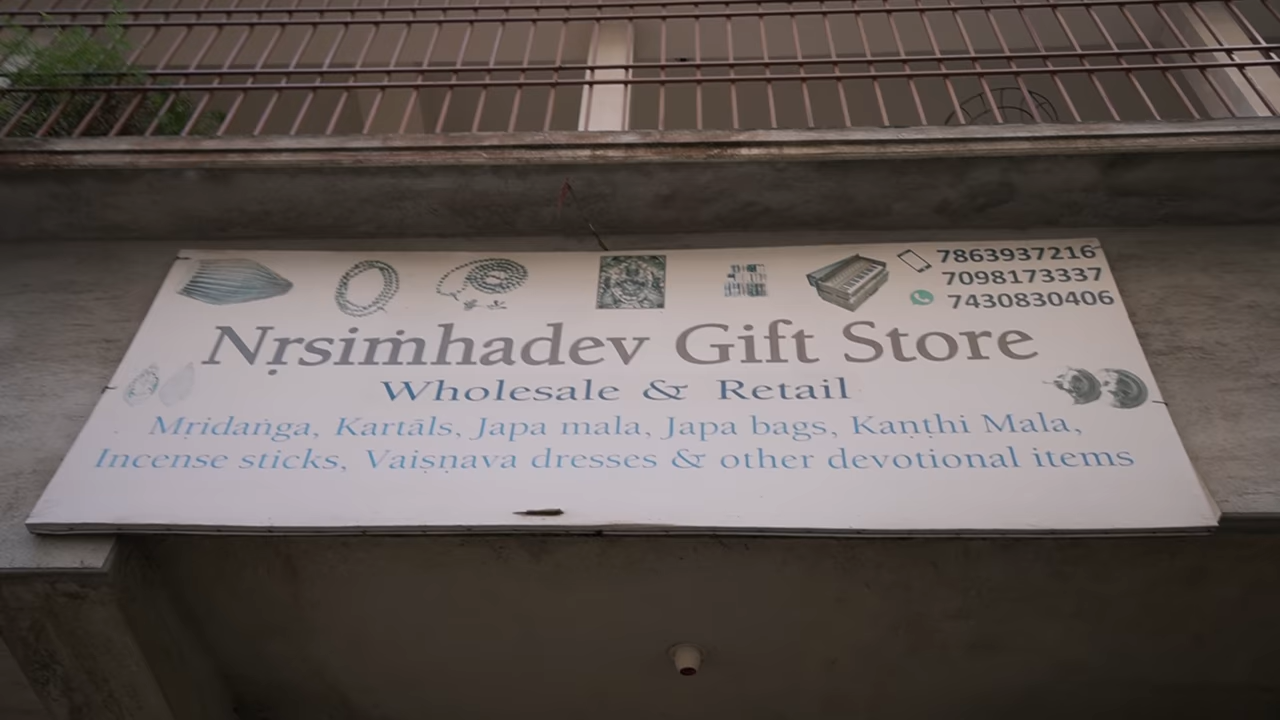 7863937216
7098173337
7430830406
Nṛsiṁhadev Gift Store
Wholesale & Retail
Mridaṅga, Kartāls, Japa mala, Japa bags, Kaṇṭhi Mala,
Incense sticks, Vaiṣṇava dresses & other devotional items